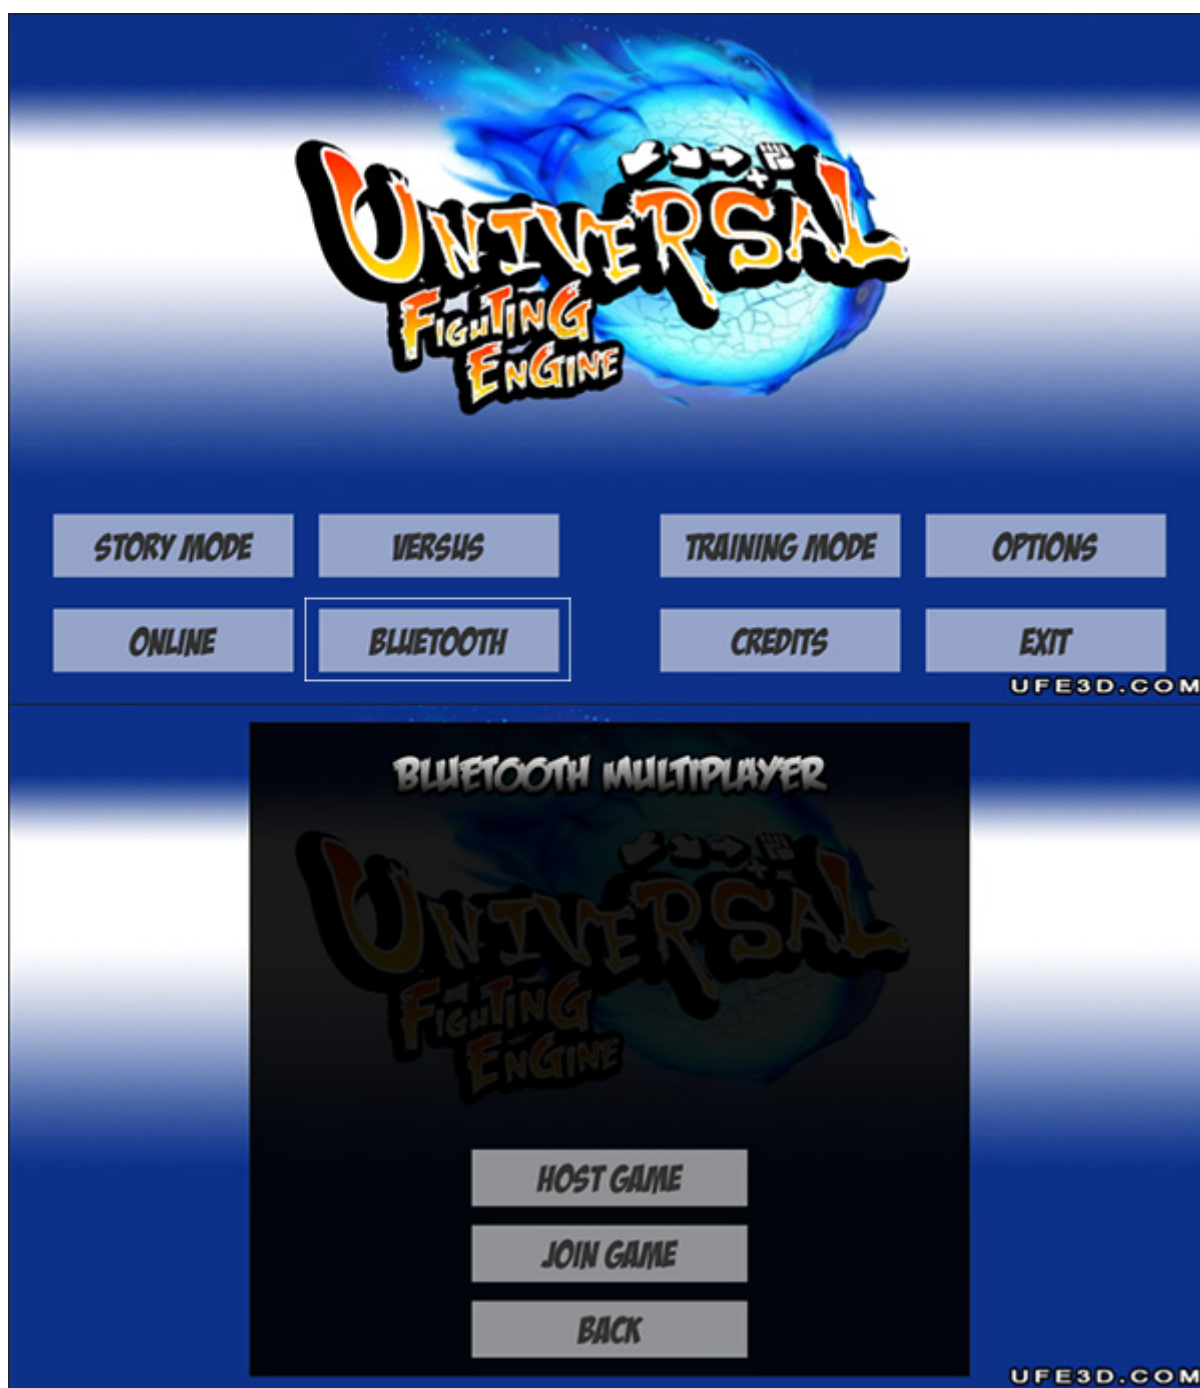 UNIVERSAL
FIGHTING
ENGINE
STORY MODE VERSUS TRAINING MODE OPTIONS
ONLINE BLUETOOTH CREDITS EXIT
UFE3D.COM
BLUETOOTH MULTIPLAYER
UNIVERSAL
FIGHTING
ENGINE
HOST GAME
JOIN GAME
BACK
UFE3D.COM